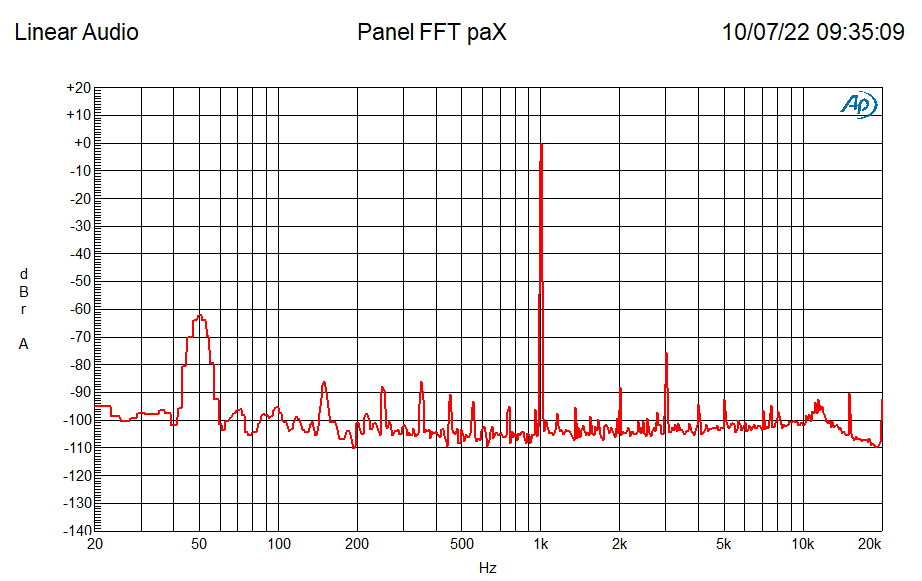 Linear Audio Panel FFT paX 10/07/22 09:35:09
+20
+10
+0
-10
-20
-30
-40
-50
-60
-70
-80
-90
-100
-110
-120
-130
-140
d
B
r
A
Ap
20 50 100 200 500 1k 2k 5k 10k 20k
Hz